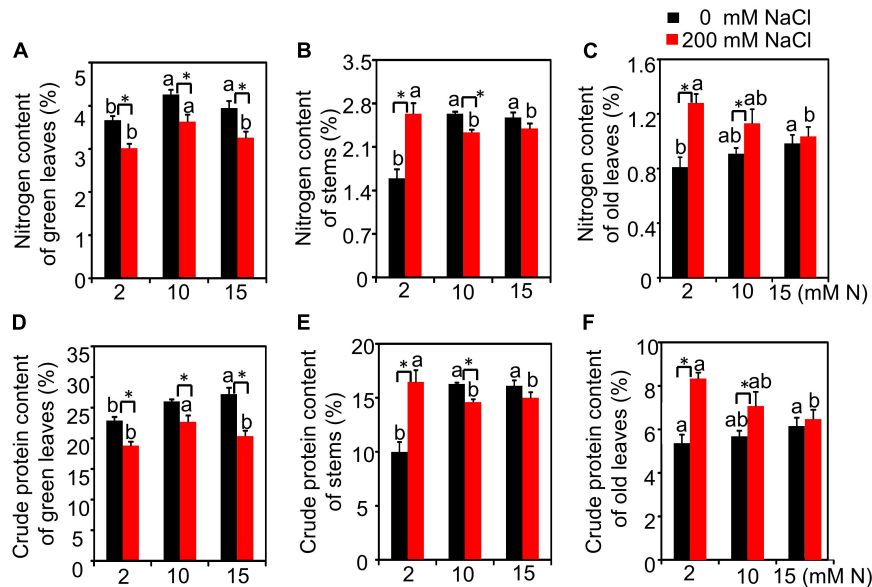 0 mM NaCl
200 mM NaCl
A
Nitrogen content
of green leaves (%)
5
4
3
2
1
0
b * b
a * a
a * b
2 10 15
B
Nitrogen content
of stems (%)
3.5
2.8
2.1
1.4
0.7
0
b * a
a * b
a b
2 10 15
C
Nitrogen content
of old leaves (%)
1.6
1.2
0.8
0.4
0
b * a
ab * ab
a b
2 10 15 (mM N)
D
Crude protein content
of green leaves (%)
35
30
25
20
15
10
5
0
b * b
* a
a * b
2 10 15
E
Crude protein content
of stems (%)
20
15
10
5
0
b * a
a * b
a b
2 10 15
F
Crude protein content
of old leaves (%)
10
8
6
4
2
0
a * a
ab * ab
a b
2 10 15 (mM N)